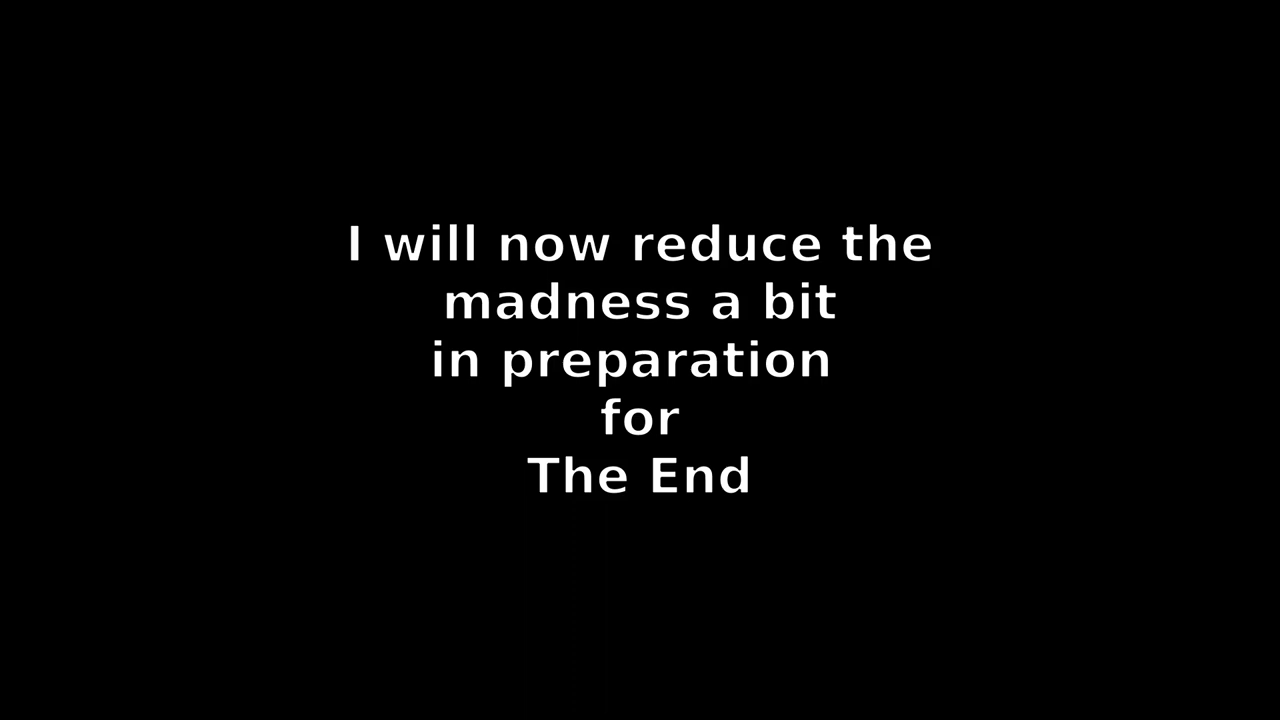 I will now reduce the
madness a bit
in preparation
for
The End